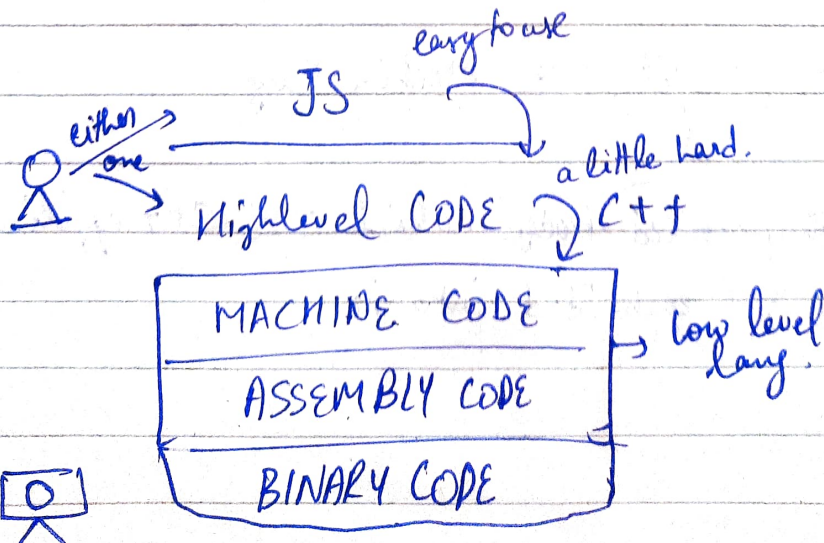 easy to use
JS
either
one
a little hard.
Highlevel CODE
C++
MACHINE CODE
low level
lang.
ASSEMBLY CODE
BINARY CODE